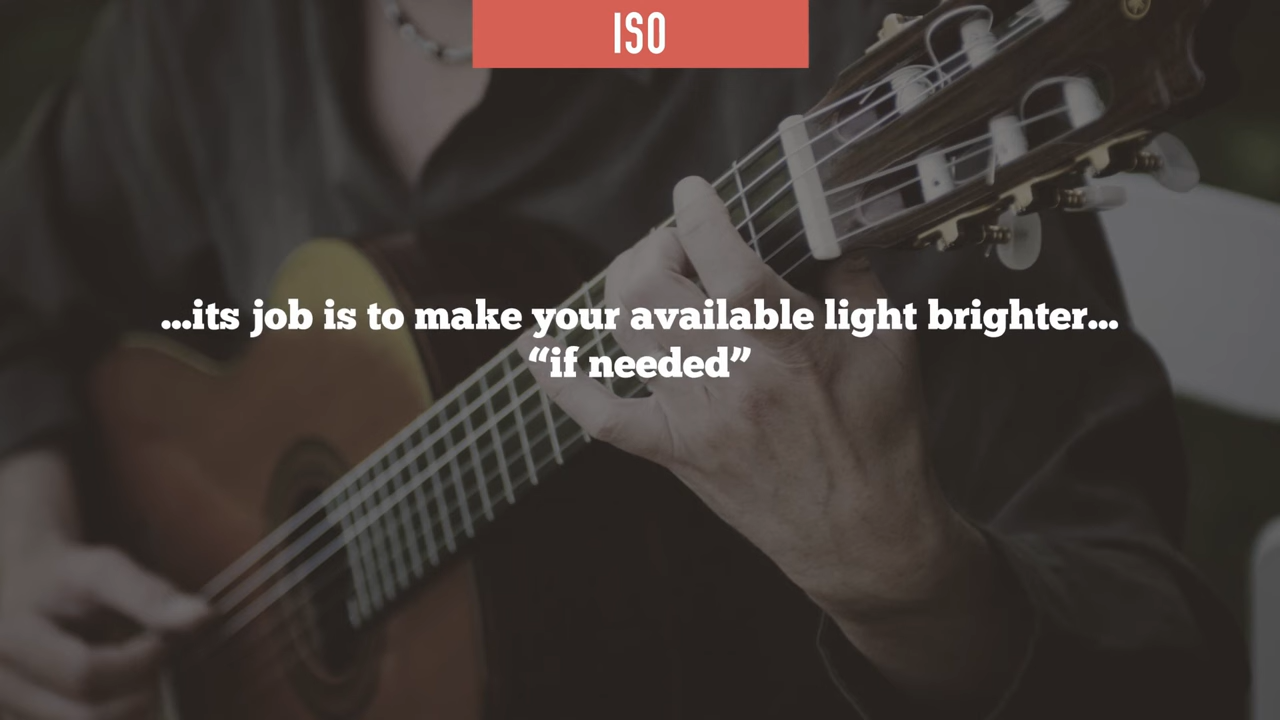 ISO
...its job is to make your available light brighter...
“if needed”